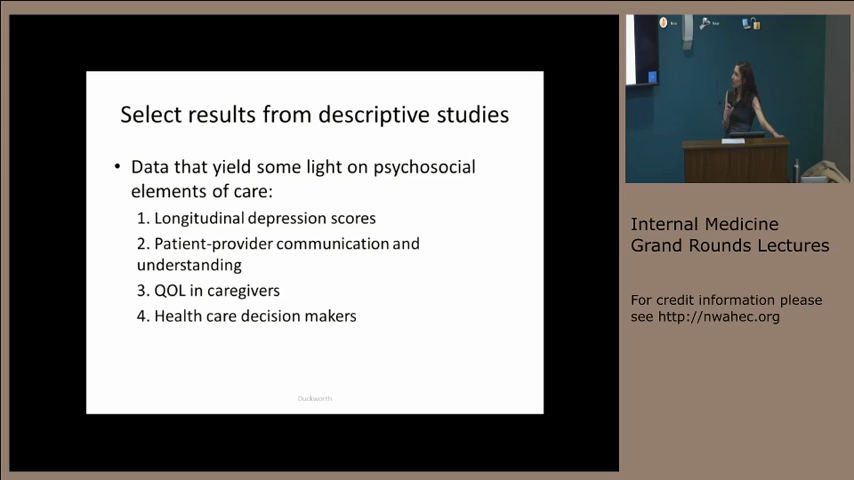 Select results from descriptive studies
• Data that yield some light on psychosocial
elements of care:
1. Longitudinal depression scores
2. Patient-provider communication and
understanding
3. QOL in caregivers
4. Health care decision makers
Duckworth
Internal Medicine
Grand Rounds Lectures
For credit information please
see http://nwahec.org